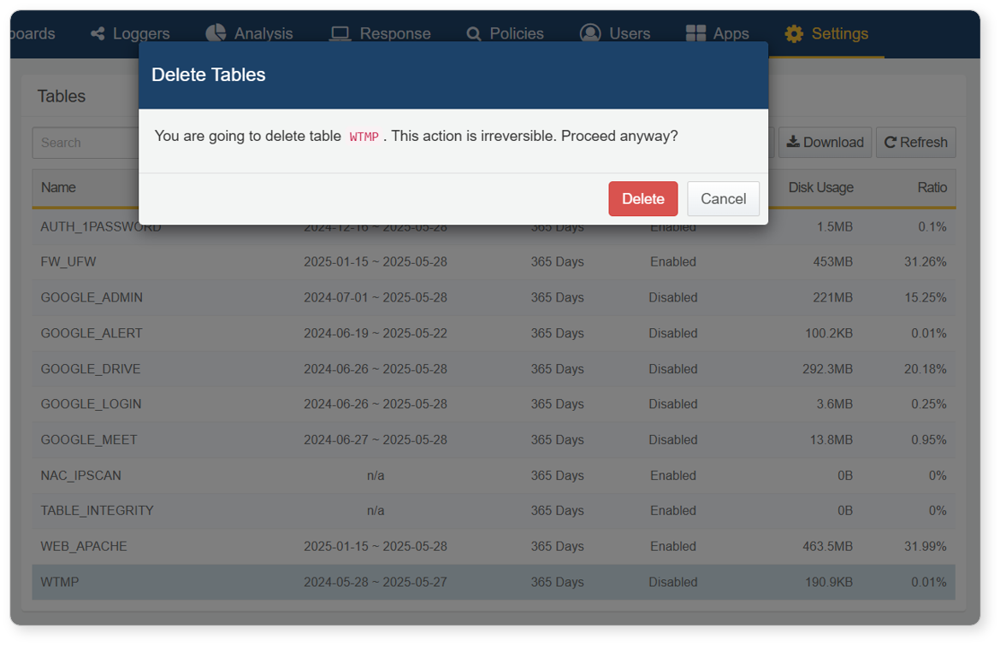 boards Loggers Analysis Response Policies Users Apps Settings
Delete Tables
Tables
You are going to delete table WTMP . This action is irreversible. Proceed anyway?
Search Download Refresh
Name Disk Usage Ratio
Delete Cancel
AUTH_1PASSWORD 2024-12-16 ~ 2025-05-28 365 Days Enabled 1.5MB 0.1%
FW_UFW 2025-01-15 ~ 2025-05-28 365 Days Enabled 453MB 31.26%
GOOGLE_ADMIN 2024-07-01 ~ 2025-05-28 365 Days Disabled 221MB 15.25%
GOOGLE_ALERT 2024-06-19 ~ 2025-05-22 365 Days Disabled 100.2KB 0.01%
GOOGLE_DRIVE 2024-06-26 ~ 2025-05-28 365 Days Disabled 292.3MB 20.18%
GOOGLE_LOGIN 2024-06-26 ~ 2025-05-28 365 Days Disabled 3.6MB 0.25%
GOOGLE_MEET 2024-06-27 ~ 2025-05-28 365 Days Disabled 13.8MB 0.95%
NAC_IPSCAN n/a 365 Days Enabled 0B 0%
TABLE_INTEGRITY n/a 365 Days Enabled 0B 0%
WEB_APACHE 2025-01-15 ~ 2025-05-28 365 Days Enabled 463.5MB 31.99%
WTMP 2024-05-28 ~ 2025-05-27 365 Days Disabled 190.9KB 0.01%